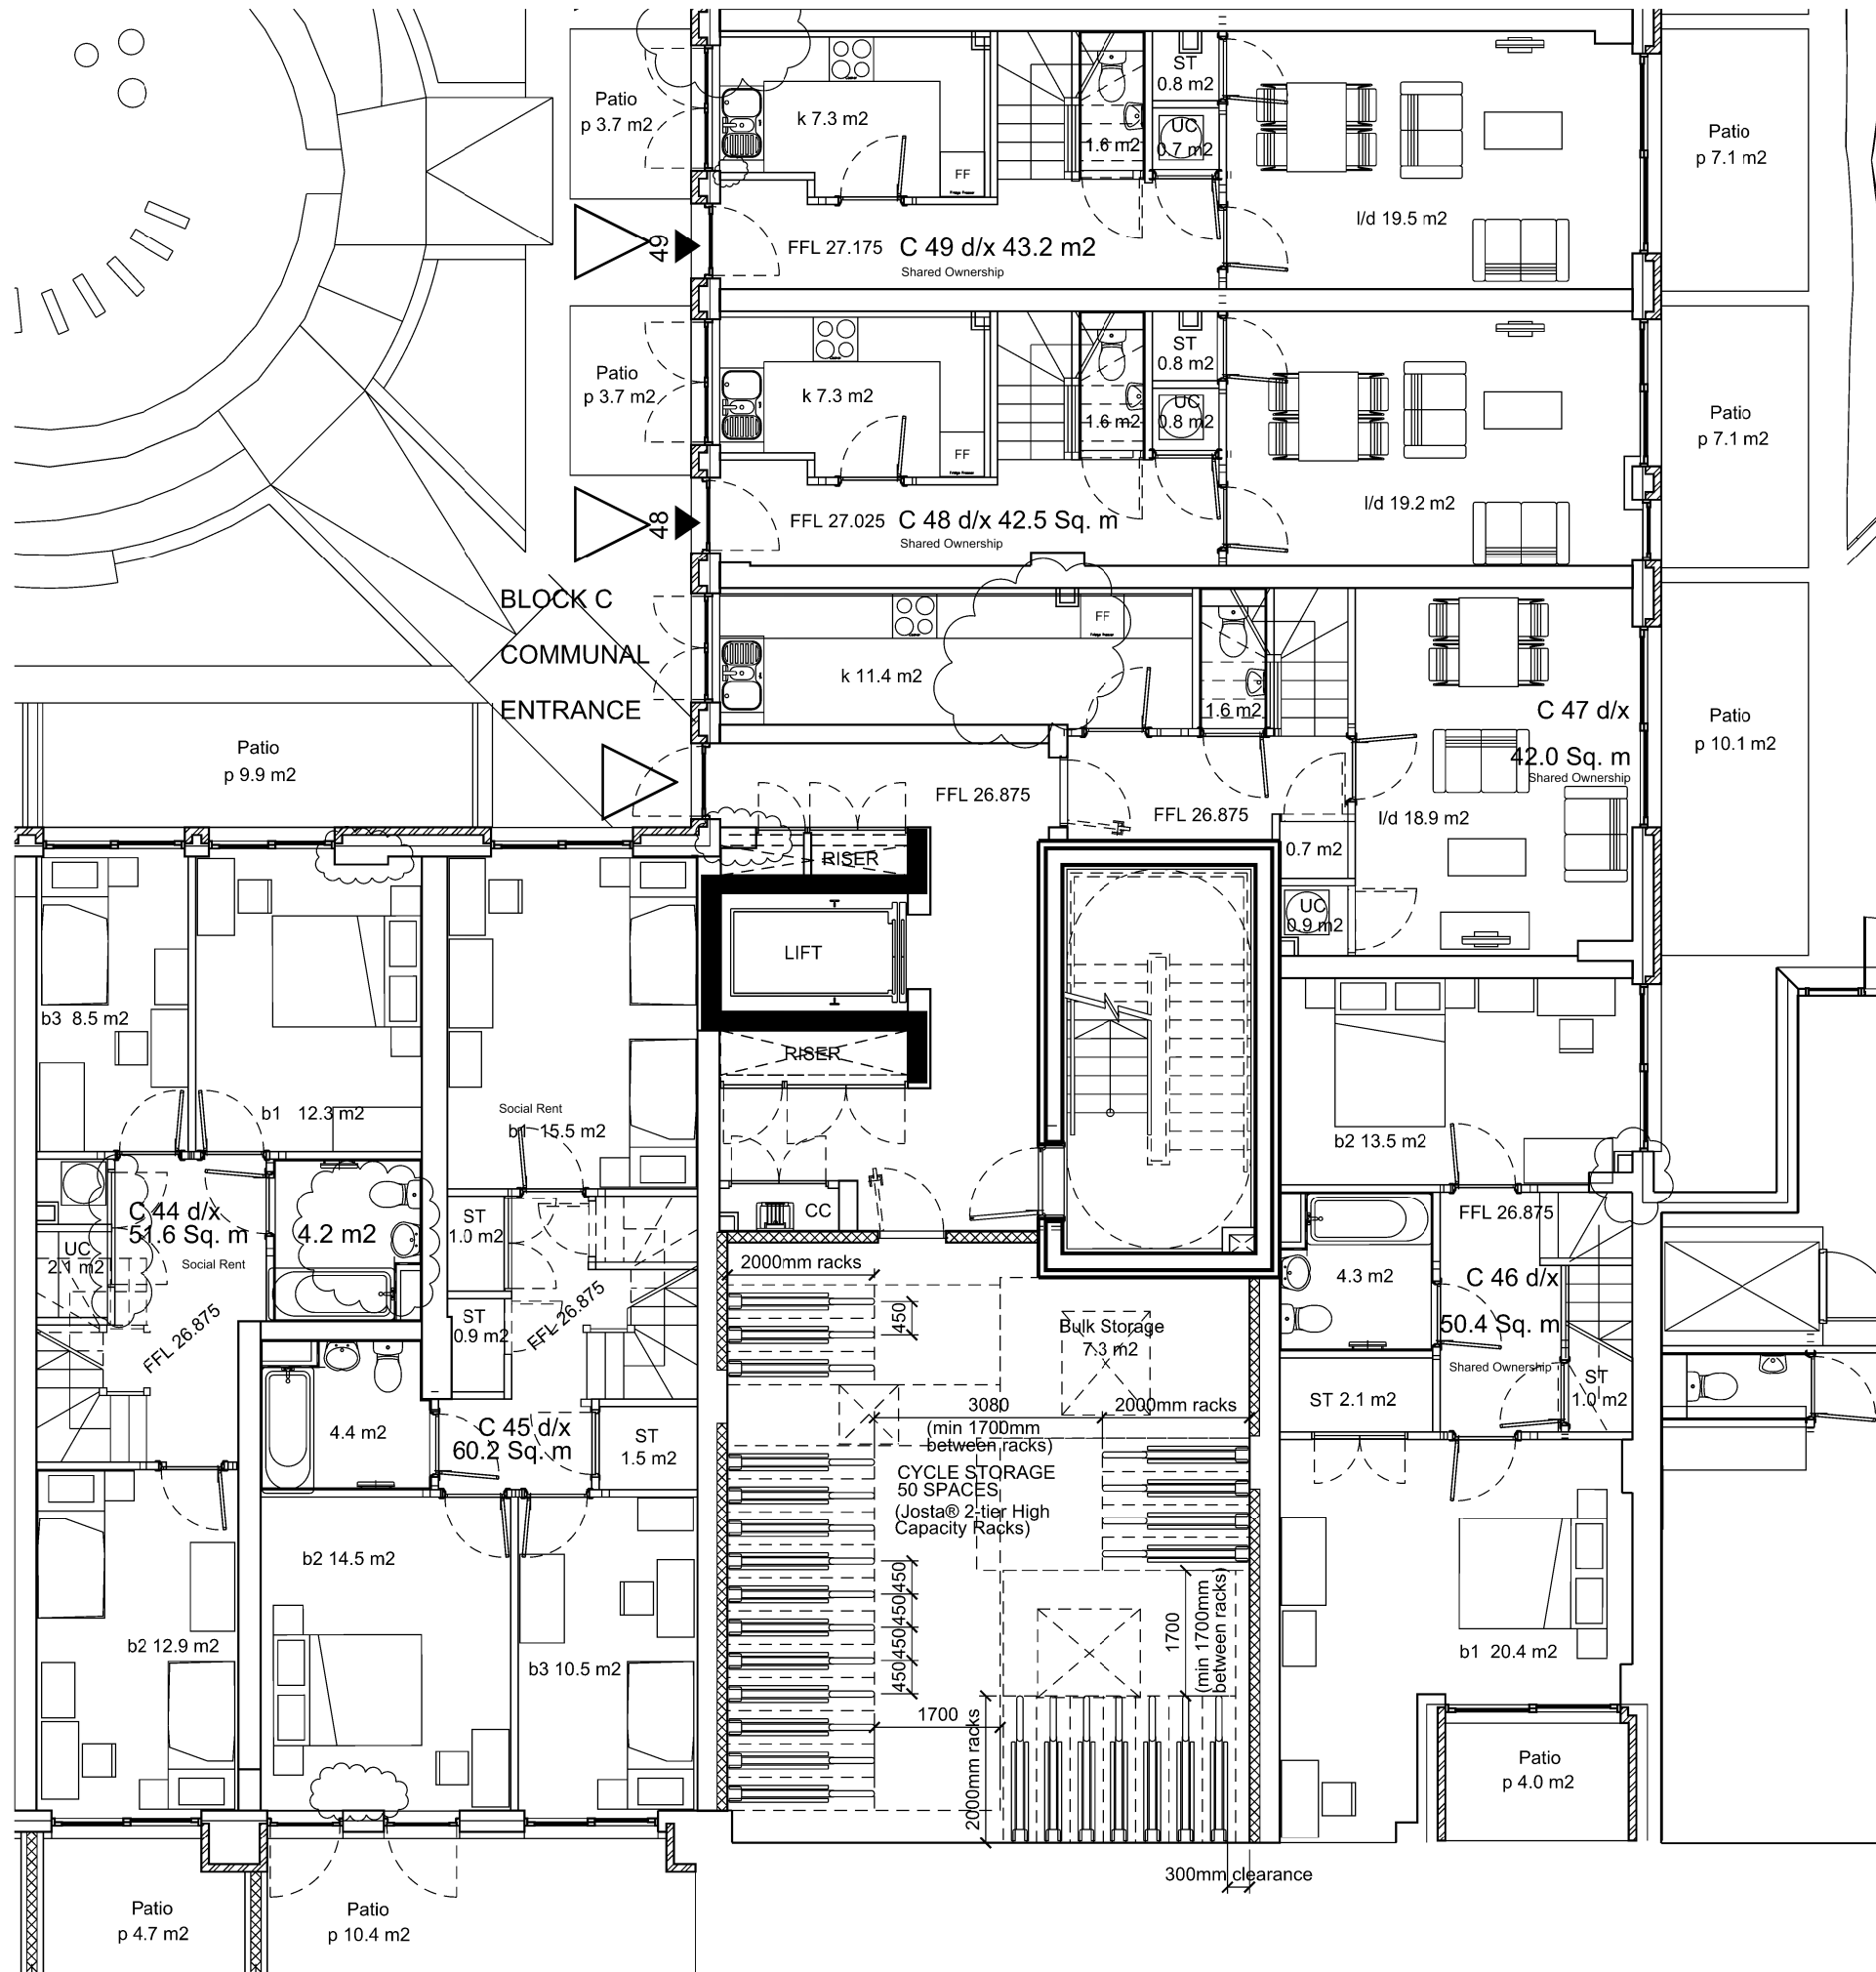 Patio
p 3.7 m2
k 7.3 m2
FF
Fridge Freezer
1.6 m2
ST
0.8 m2
UC
0.7 m2
l/d 19.5 m2
Patio
p 7.1 m2
49
FFL 27.175
C 49 d/x 43.2 m2
Shared Ownership
Patio
p 3.7 m2
k 7.3 m2
FF
Fridge Freezer
1.6 m2
ST
0.8 m2
UC
0.8 m2
l/d 19.2 m2
Patio
p 7.1 m2
48
FFL 27.025
C 48 d/x 42.5 Sq. m
Shared Ownership
BLOCK C
COMMUNAL
ENTRANCE
k 11.4 m2
FF
Fridge Freezer
1.6 m2
C 47 d/x
42.0 Sq. m
Shared Ownership
l/d 18.9 m2
Patio
p 10.1 m2
Patio
p 9.9 m2
FFL 26.875
FFL 26.875
0.7 m2
UC
0.9 m2
RISER
LIFT
RISER
CC
b3 8.5 m2
b1 12.3 m2
Social Rent
b1 15.5 m2
b2 13.5 m2
C 44 d/x
51.6 Sq. m
Social Rent
UC
2.1 m2
FFL 26.875
4.2 m2
ST
1.0 m2
ST
0.9 m2
FFL 26.875
4.4 m2
C 45 d/x
60.2 Sq. m
ST
1.5 m2
2000mm racks
450
Bulk Storage
7.3 m2
3080
(min 1700mm
between racks)
2000mm racks
CYCLE STORAGE
50 SPACES
(Josta® 2-tier High
Capacity Racks)
450
450
450
450
1700
(min 1700mm
between racks)
1700
2000mm racks
300mm clearance
FFL 26.875
4.3 m2
C 46 d/x
50.4 Sq. m
Shared Ownership
ST 2.1 m2
ST
1.0 m2
b1 20.4 m2
Patio
p 4.0 m2
b2 12.9 m2
b2 14.5 m2
b3 10.5 m2
Patio
p 4.7 m2
Patio
p 10.4 m2